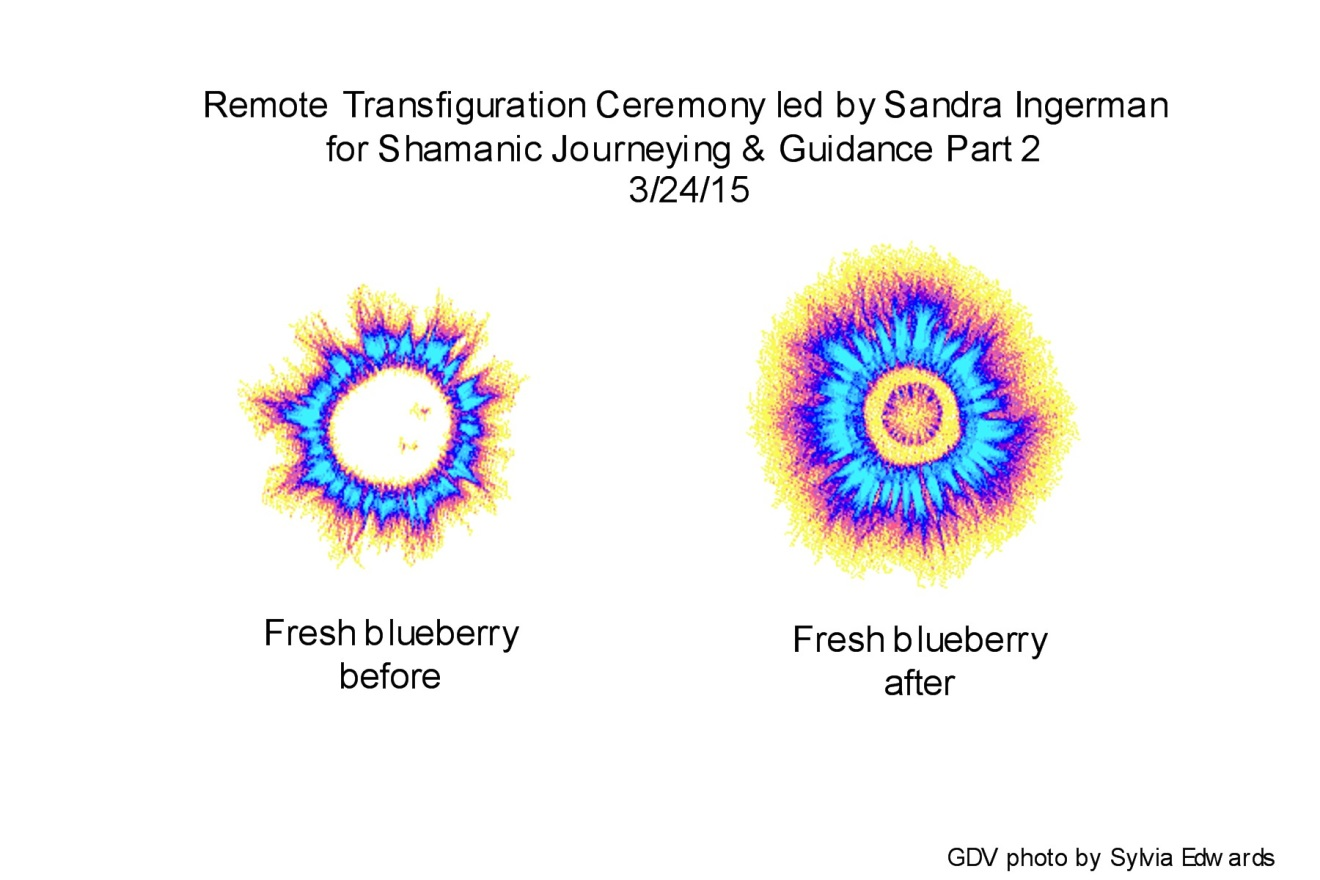 Remote Transfiguration Ceremony led by Sandra Ingerman
for Shamanic Journeying & Guidance Part 2
3/24/15
Fresh blueberry
before
Fresh blueberry
after
GDV photo by Sylvia Edwards